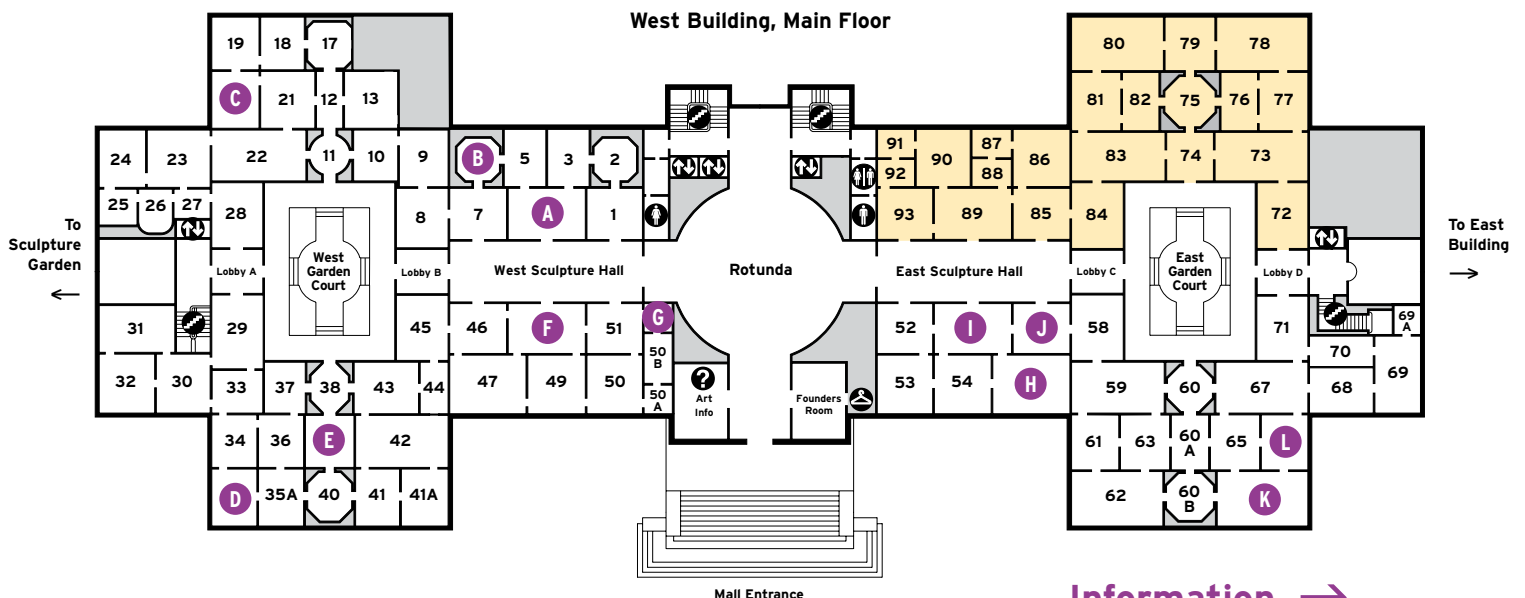 West Building, Main Floor
19 18 17
80 79 78
C 21 12 13
81 82 75 76 77
24 23 22 11 10 9 B 5 3 2
91 90 87 86
92 88
83 74 73
25 26 27 28
8 7 A 1
93 89 85 84
72
To
Sculpture
Garden
West
Garden
Court
East
Garden
Court
To East
Building
Lobby A
Lobby B
West Sculpture Hall
Rotunda
East Sculpture Hall
Lobby C
Lobby D
31 29
45 46 F 51 G
52 I J 58
71
69
A
32 30 33 37 38 43 44 47 49 50
50
B
50
A
?
Art
Info
Founders
Room
53 54 H 59 60 67
70
68 69
34 36 E 42
61 63 60
A
65 L
D 35A 40 41 41A
62 60
B
K
Mall Entrance
Information